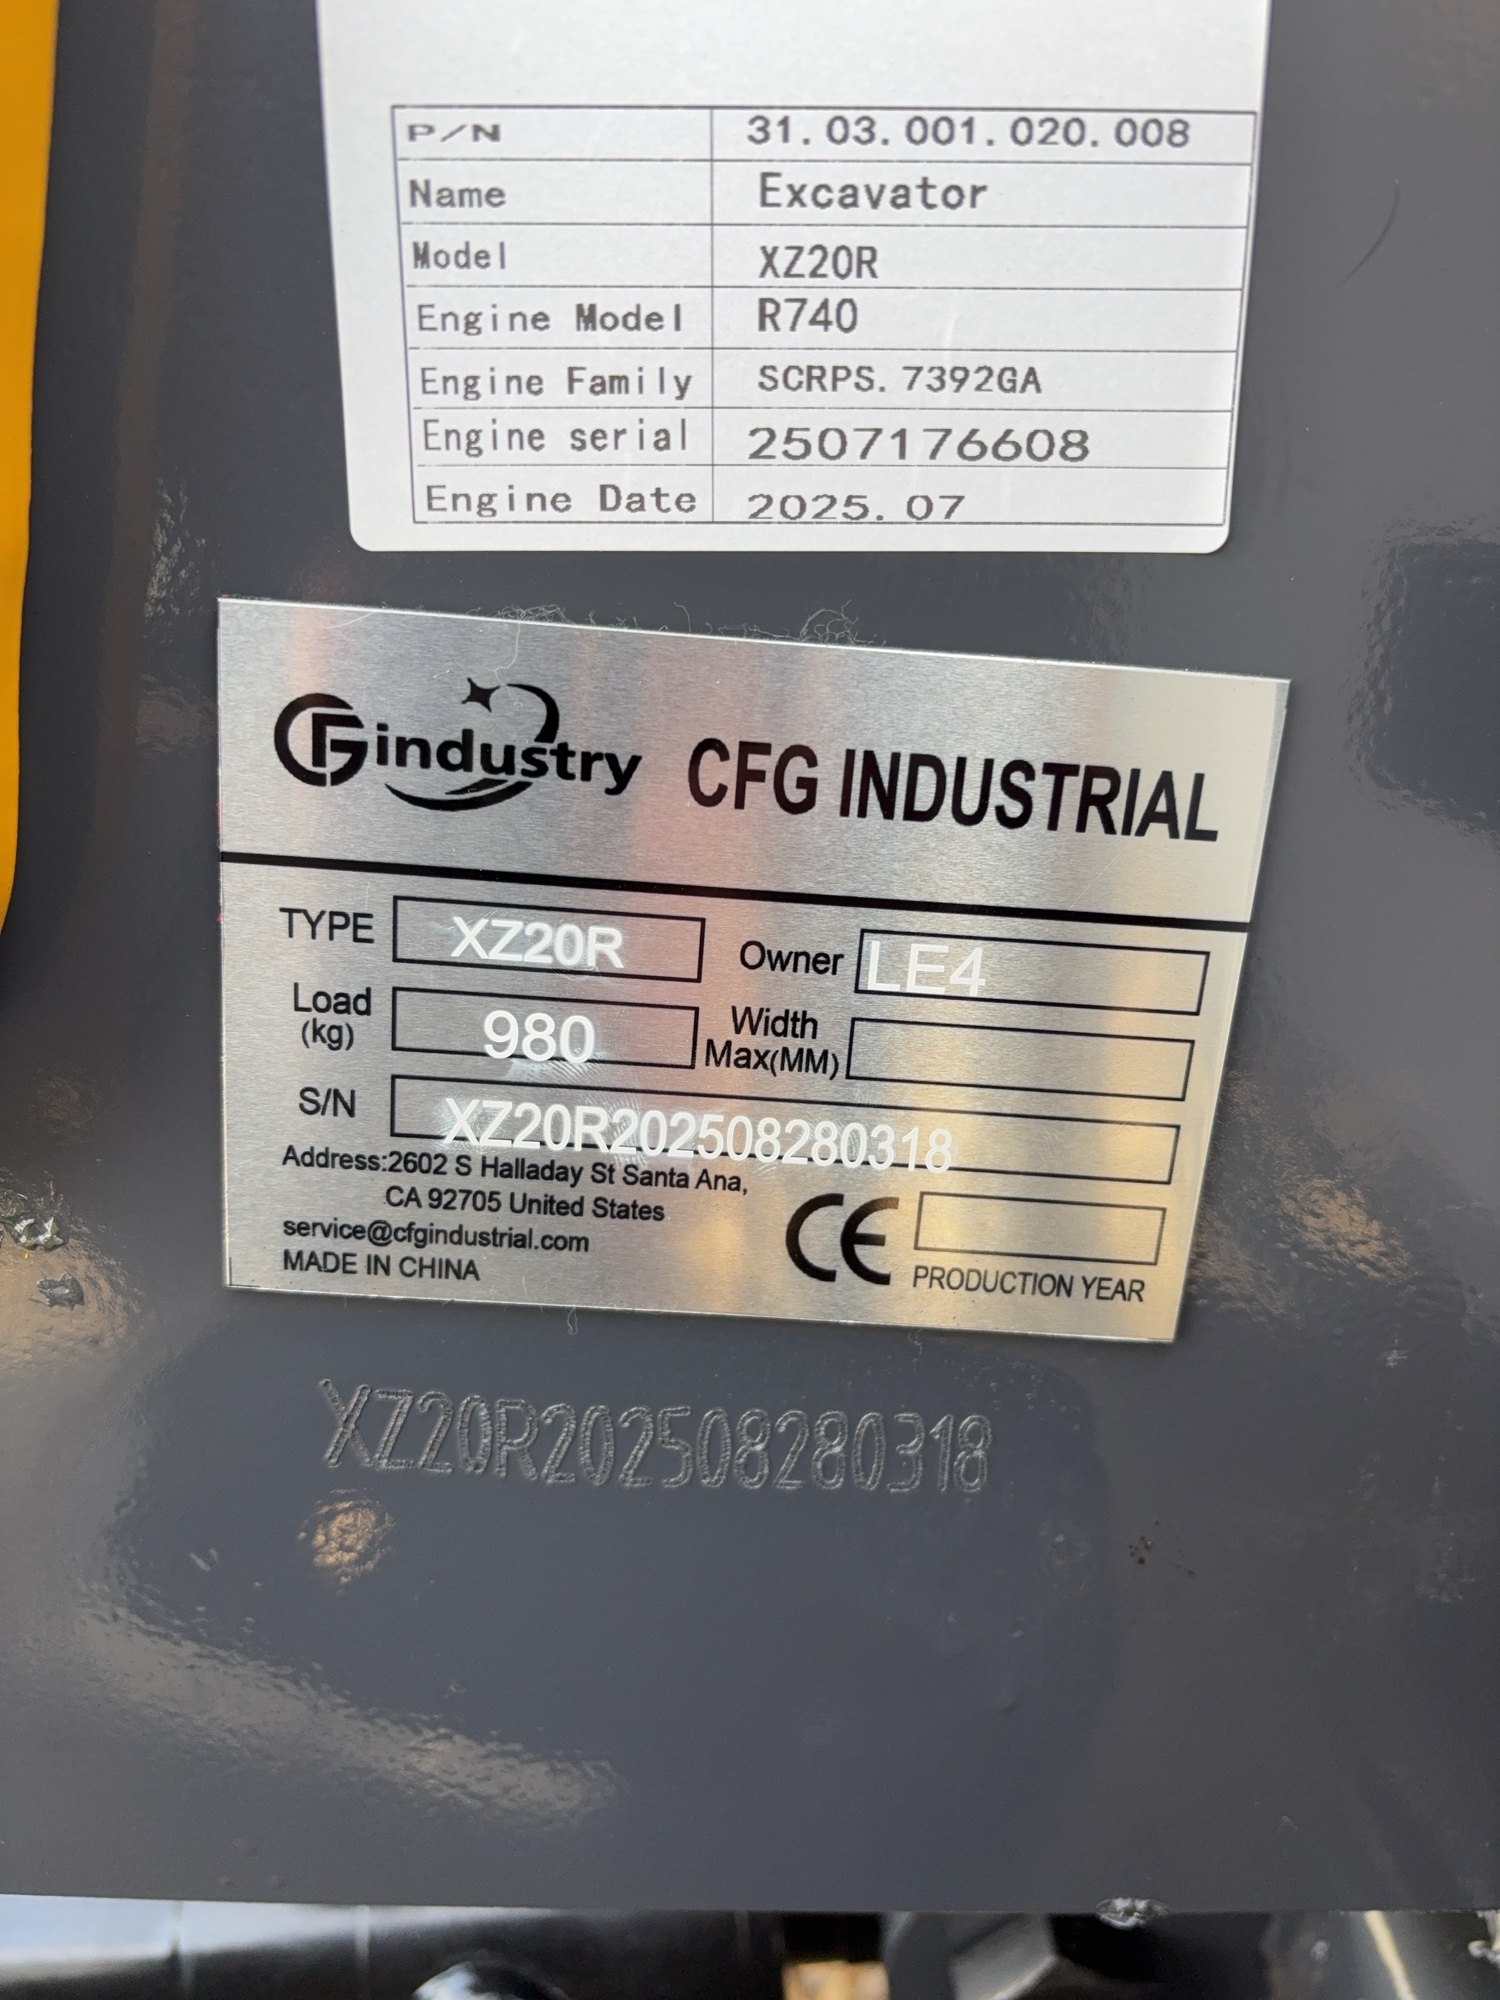 P/N 31.03.001.020.008
Name Excavator
Model XZ20R
Engine Model R740
Engine Family SCRPS.7392GA
Engine serial 2507176608
Engine Date 2025.07
CFGindustry CFG INDUSTRIAL
TYPE XZ20R Owner LE4
Load (kg) 980 Width Max(MM)
S/N XZ20R202508280318
Address:2602 S Halladay St Santa Ana,
CA 92705 United States
service@cfgindustrial.com
MADE IN CHINA
CE PRODUCTION YEAR
XZ20R202508280318